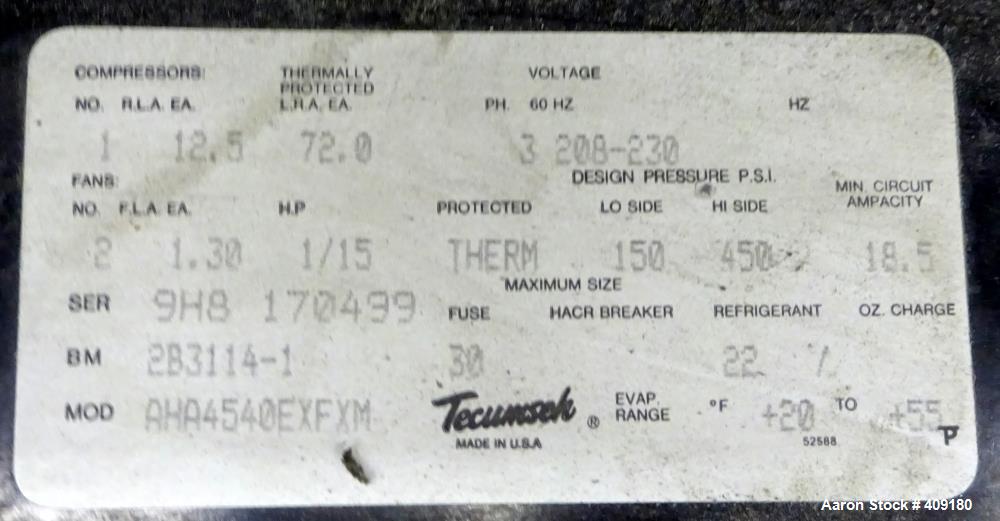 COMPRESSORS: THERMALLY PROTECTED VOLTAGE
NO. R.L.A. EA. L.R.A. EA. PH. 60 HZ HZ
1 12.5 72.0 3 208-230
FANS: DESIGN PRESSURE P.S.I. MIN. CIRCUIT AMPACITY
NO. F.L.A. EA. H.P PROTECTED LO SIDE HI SIDE
2 1.30 1/15 THERM 150 450 18.5
MAXIMUM SIZE
SER 9H8 170499 FUSE HACR BREAKER REFRIGERANT OZ. CHARGE
BM 2B3114-1 30 22 /
MOD AHA4540EXFXM Tecumseh ® EVAP. RANGE °F +20 TO +55
MADE IN U.S.A 52588 P
Aaron Stock # 409180